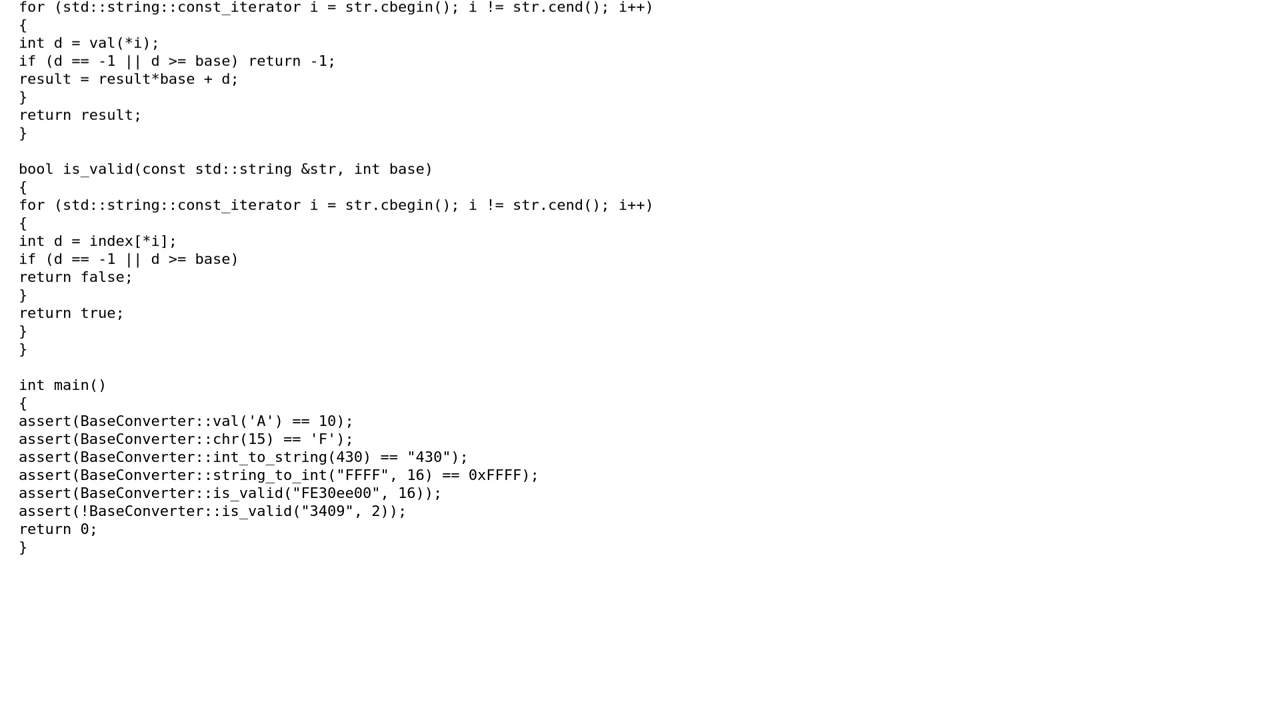 for (std::string::const_iterator i = str.cbegin(); i != str.cend(); i++)
{
int d = val(*i);
if (d == -1 || d >= base) return -1;
result = result*base + d;
}
return result;
}

bool is_valid(const std::string &str, int base)
{
for (std::string::const_iterator i = str.cbegin(); i != str.cend(); i++)
{
int d = index[*i];
if (d == -1 || d >= base)
return false;
}
return true;
}
}

int main()
{
assert(BaseConverter::val('A') == 10);
assert(BaseConverter::chr(15) == 'F');
assert(BaseConverter::int_to_string(430) == "430");
assert(BaseConverter::string_to_int("FFFF", 16) == 0xFFFF);
assert(BaseConverter::is_valid("FE30ee00", 16));
assert(!BaseConverter::is_valid("3409", 2));
return 0;
}